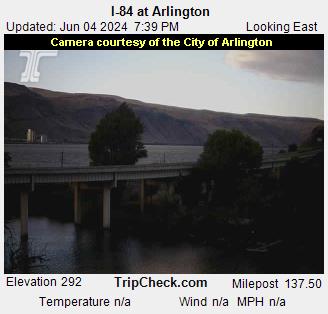 I-84 at Arlington
Updated: Jun 04 2024 7:39 PM Looking East
Camera courtesy of the City of Arlington
Elevation 292 TripCheck.com Milepost 137.50
Temperature n/a Wind n/a MPH n/a